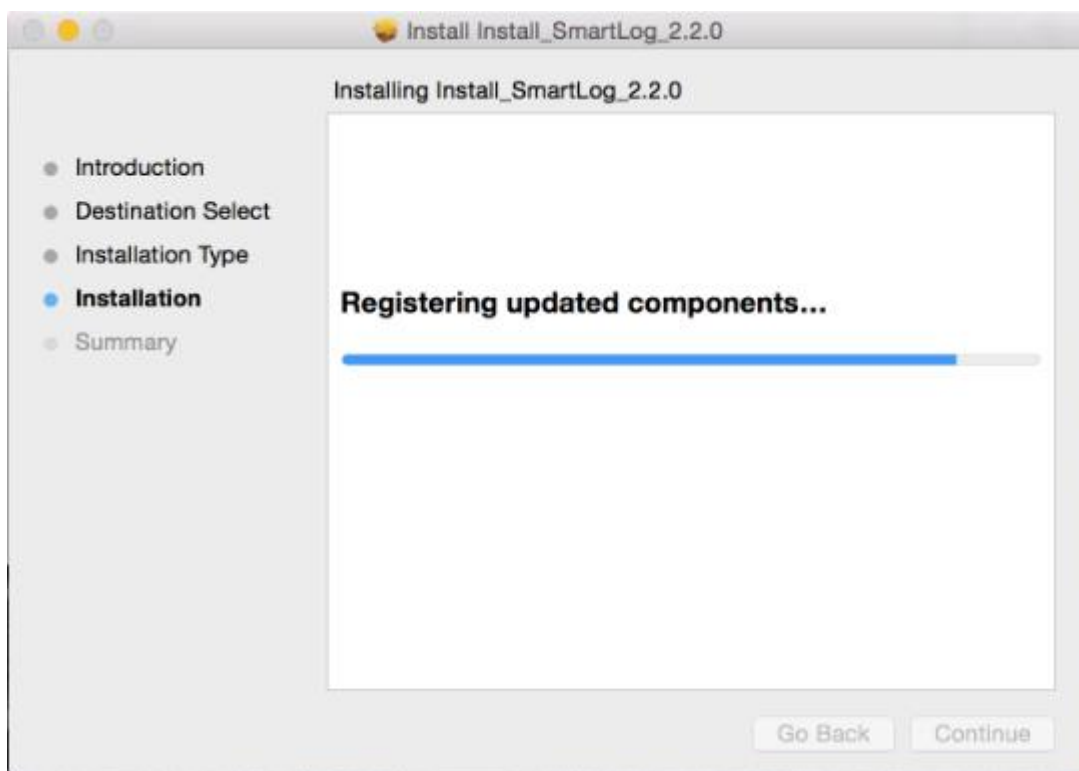 Install Install_SmartLog_2.2.0
Installing Install_SmartLog_2.2.0
Introduction
Destination Select
Installation Type
Installation
Summary
Registering updated components...
Go Back
Continue